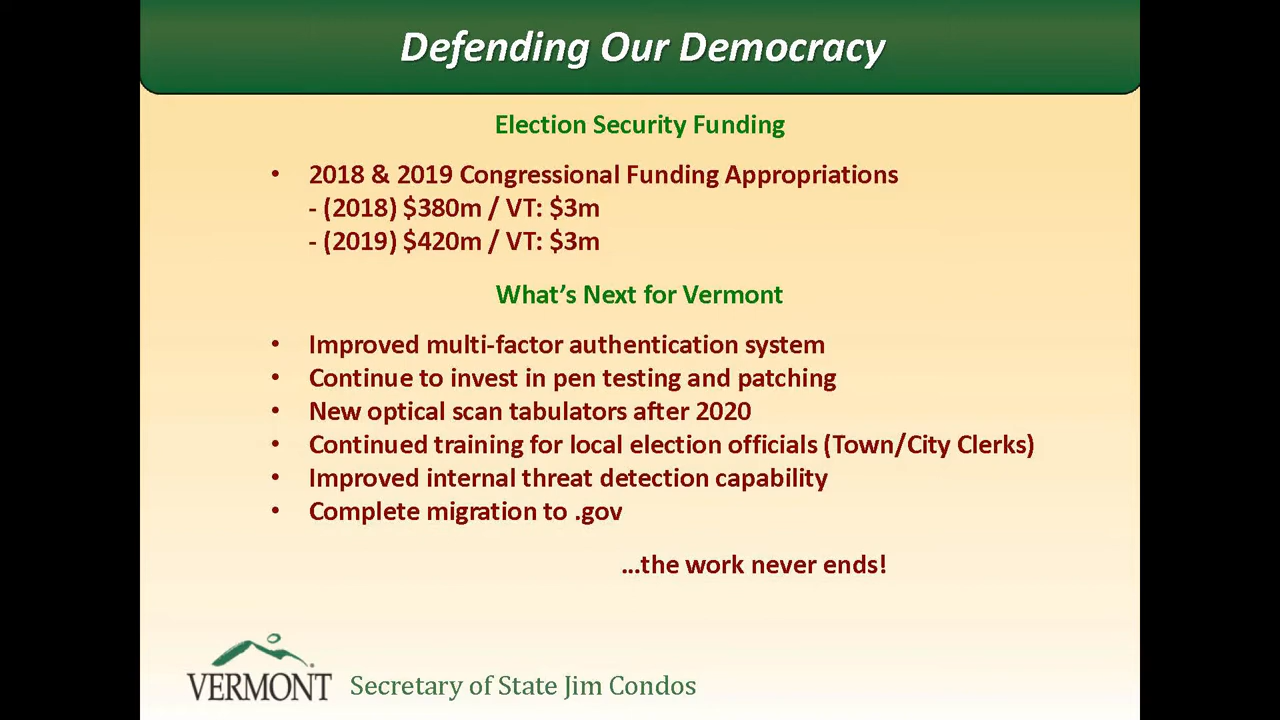 Defending Our Democracy
Election Security Funding
• 2018 & 2019 Congressional Funding Appropriations
- (2018) $380m / VT: $3m
- (2019) $420m / VT: $3m
What's Next for Vermont
• Improved multi-factor authentication system
• Continue to invest in pen testing and patching
• New optical scan tabulators after 2020
• Continued training for local election officials (Town/City Clerks)
• Improved internal threat detection capability
• Complete migration to .gov
...the work never ends!
VERMONT Secretary of State Jim Condos